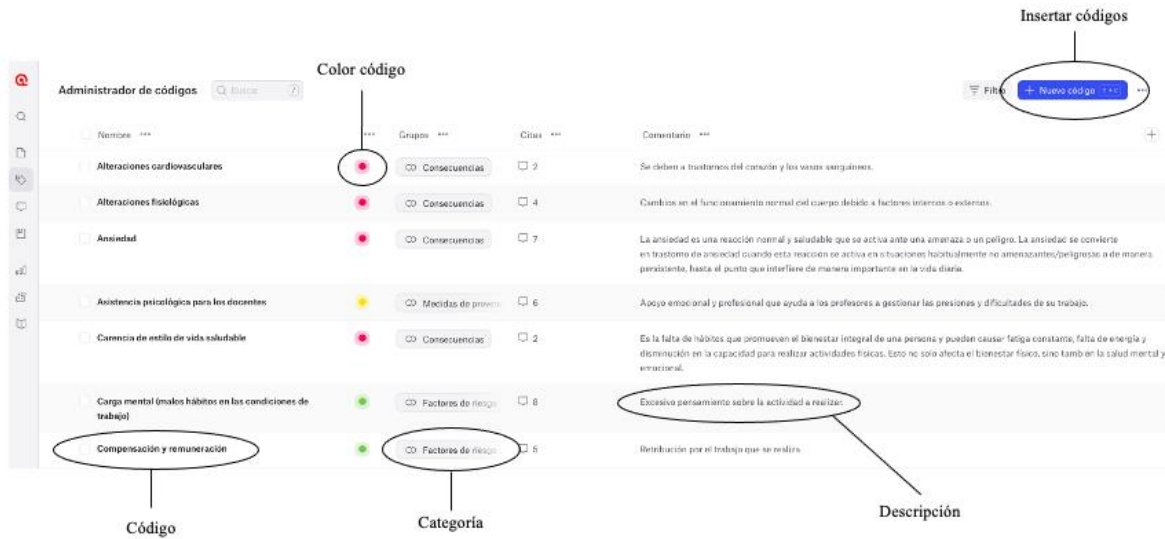 Insertar códigos
Color código
Administrador de códigos
Filtro
+ Nuevo código
Nombre
Grupos
Citas
Comentario
Alteraciones cardiovasculares
Consecuencias
2
Se deben a trastornos del corazón y los vasos sanguíneos.
Alteraciones fisiológicas
Consecuencias
4
Cambios en el funcionamiento normal del cuerpo debido a factores internos o externos.
Ansiedad
Consecuencias
7
La ansiedad es una reacción normal y saludable que se activa ante una amenaza o un peligro. La ansiedad se convierte
en trastorno de ansiedad cuando esta reacción se activa en situaciones habitualmente no amenazantes/peligrosas o de manera
persistente, hasta el punto que interfiere de manera importante en la vida diaria.
Asistencia psicológica para los docentes
Medidas de preven
6
Apoyo emocional y profesional que ayuda a los profesores a gestionar las presiones y dificultades de su trabajo.
Carencia de estilo de vida saludable
Consecuencias
2
Es la falta de hábitos que promueven el bienestar integral de una persona y pueden causar fatiga constante, falta de energía y
disminución en la capacidad para realizar actividades físicas. Esto no solo afecta el bienestar físico, sino también la salud mental y
emocional.
Carga mental (malos hábitos en las condiciones de
trabajo)
Factores de riesgo
8
Excesivo pensamiento sobre la actividad a realizar.
Compensación y remuneración
Factores de riesgo
5
Retribución por el trabajo que se realiza.
Código
Categoría
Descripción